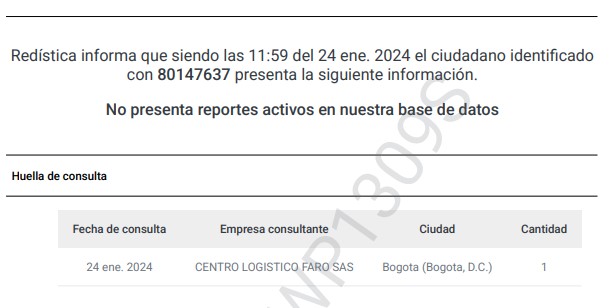 Redística informa que siendo las 11:59 del 24 ene. 2024 el ciudadano identificado
con 80147637 presenta la siguiente información.
No presenta reportes activos en nuestra base de datos
Huella de consulta
Fecha de consulta Empresa consultante Ciudad Cantidad
24 ene. 2024 CENTRO LOGISTICO FARO SAS Bogota (Bogota, D.C.) 1
WP1309S